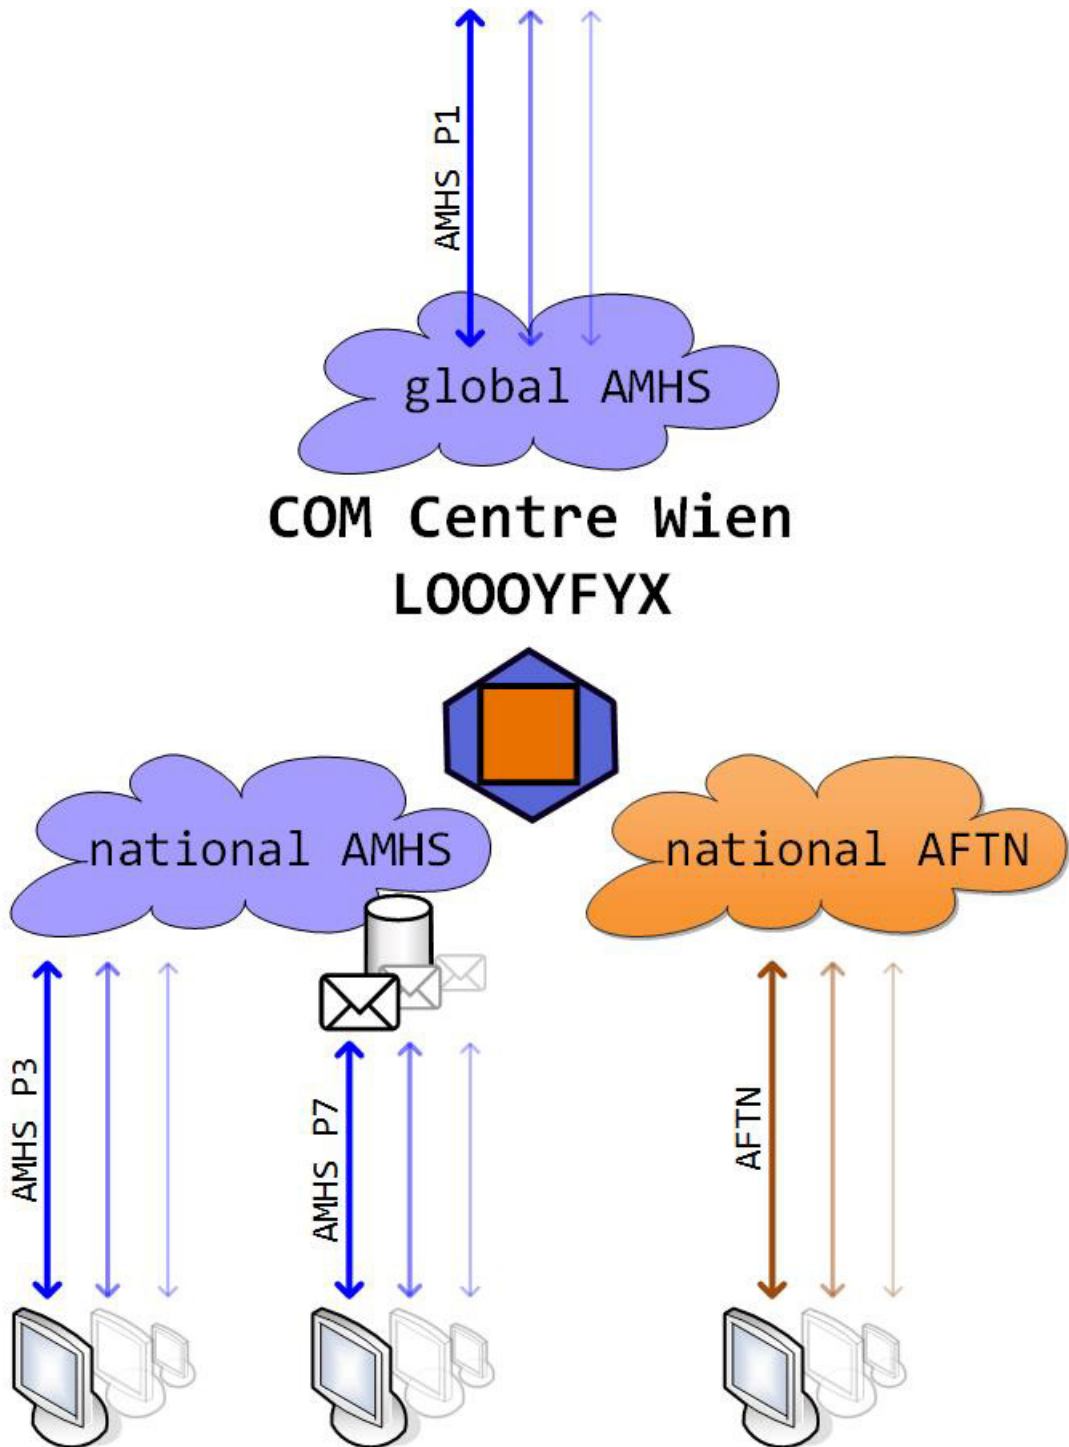 AMHS P1
global AMHS
COM Centre Wien
LOOOYFYX
national AMHS
national AFTN
AMHS P3
AMHS P7
AFTN